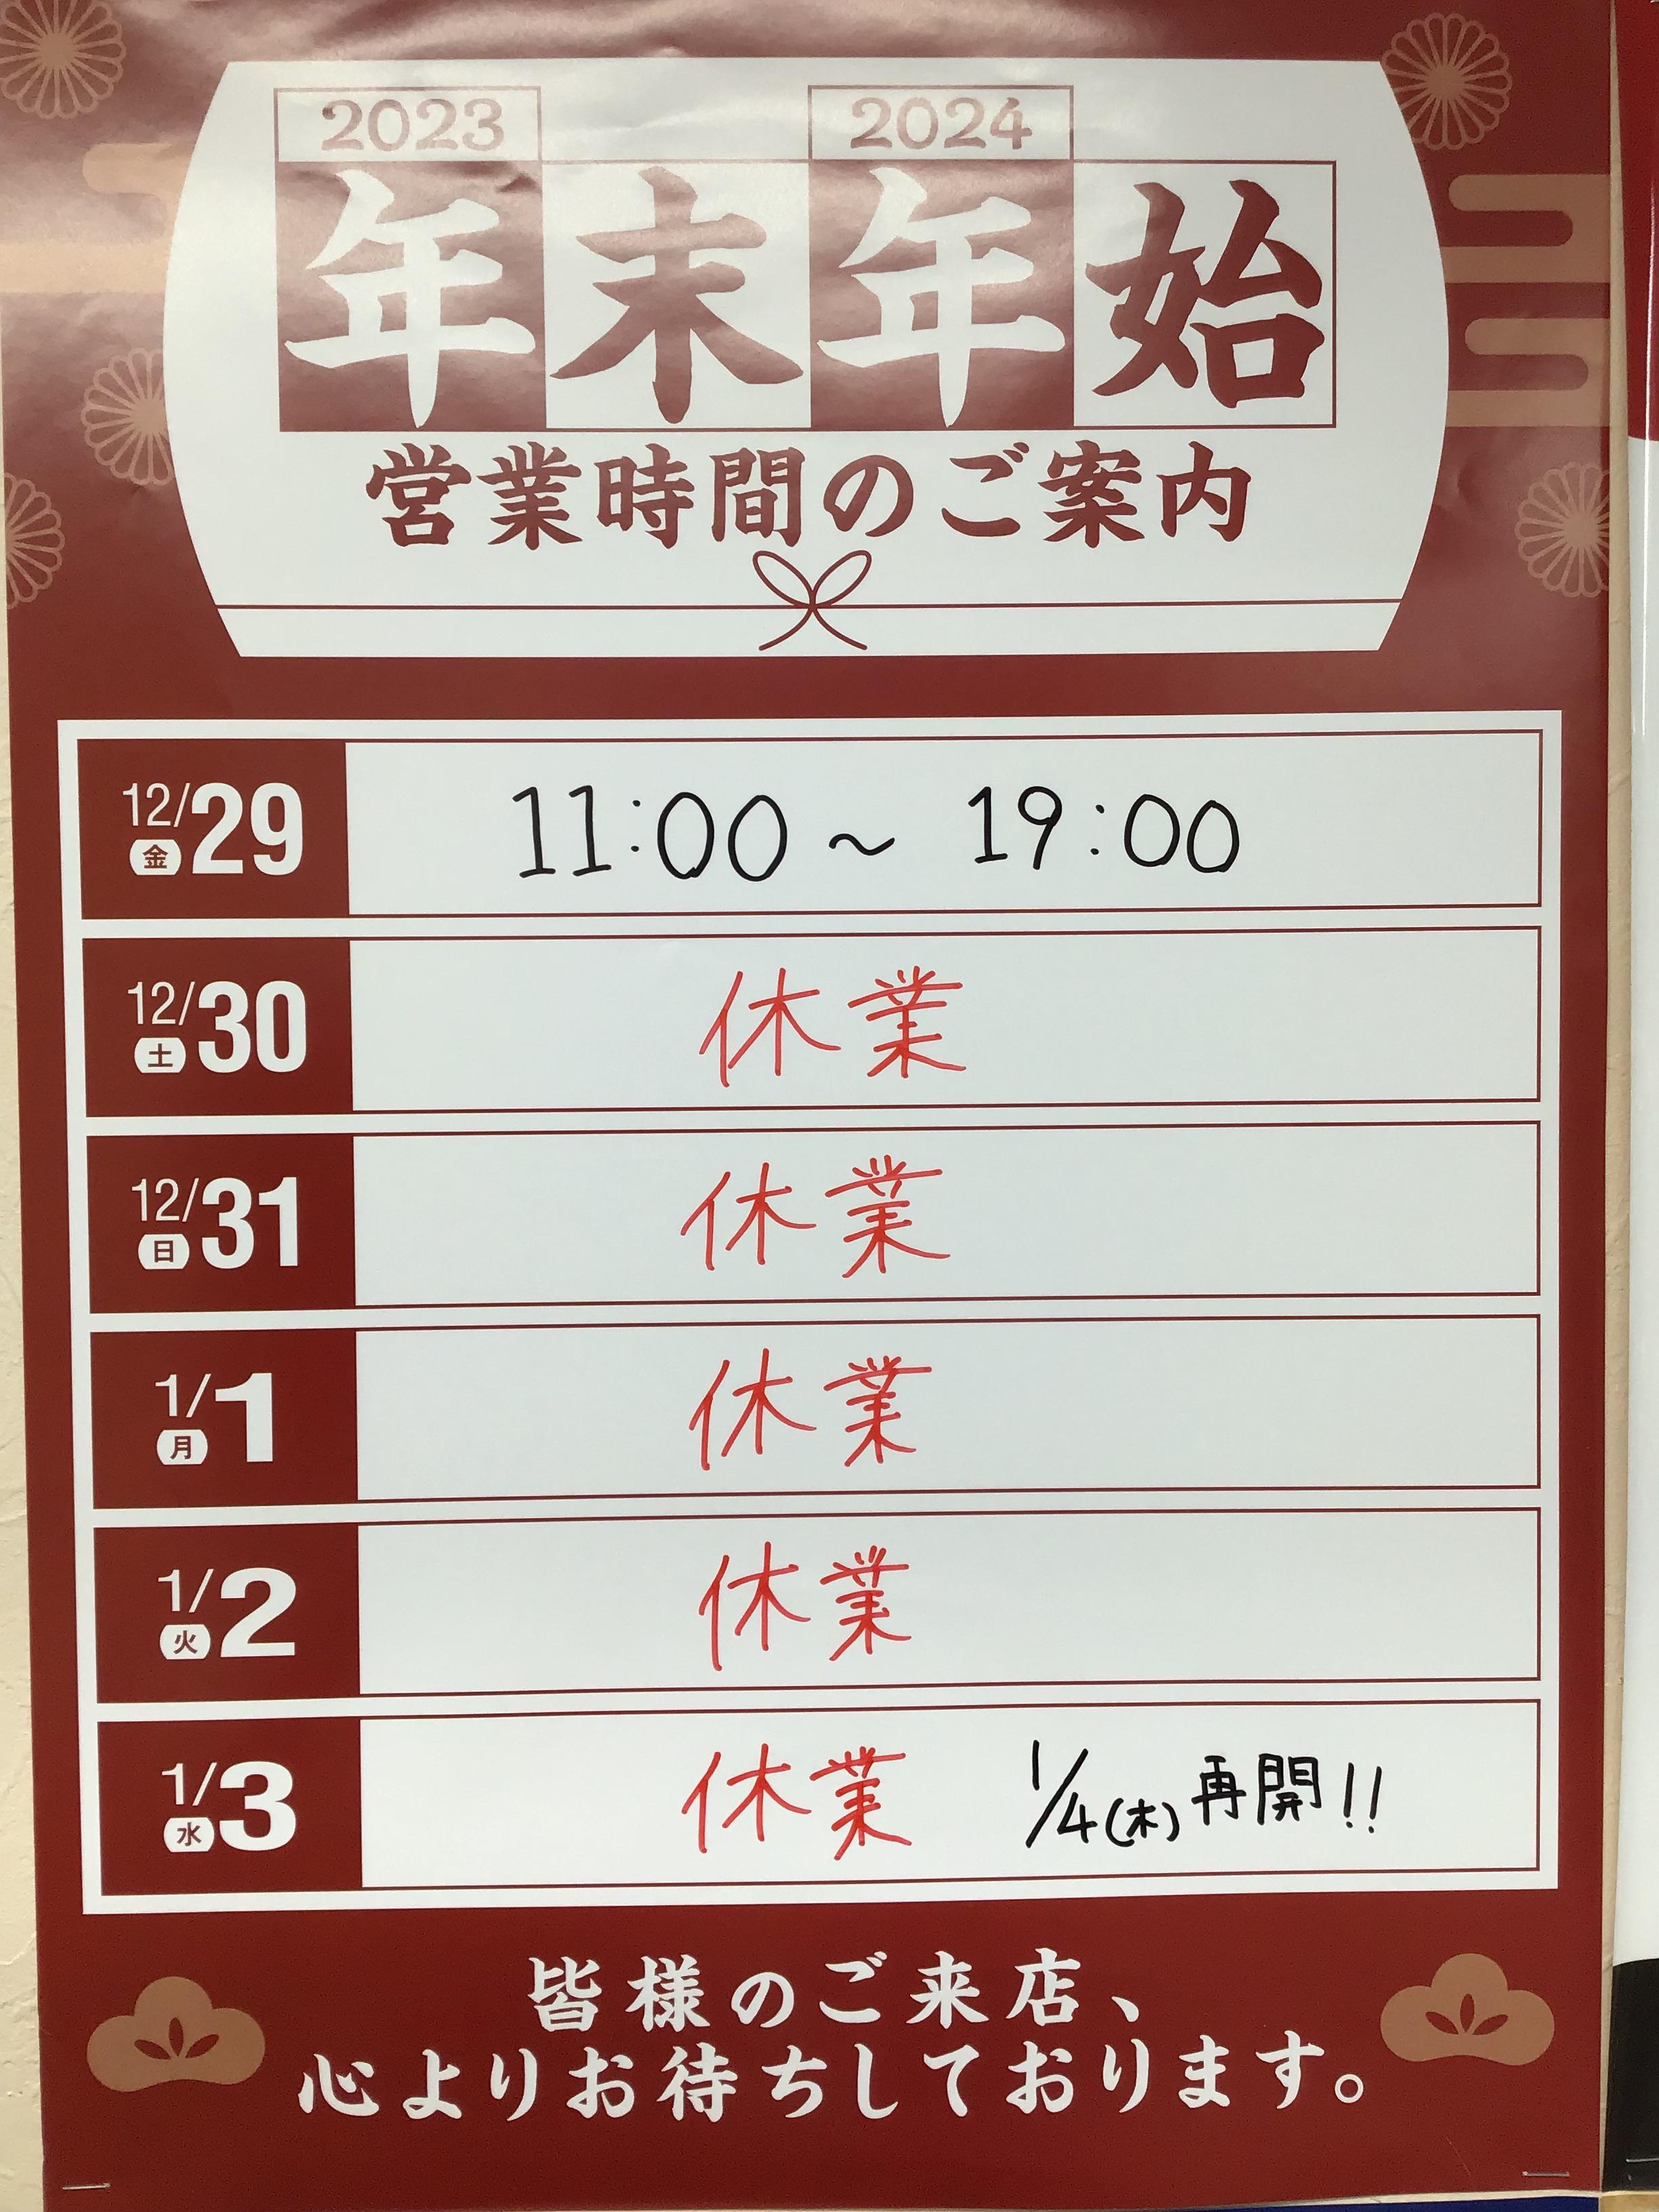 2023 2024
年末年始
営業時間のご案内
12/29 金 11:00～19:00
12/30 土 休業
12/31 日 休業
1/1 月 休業
1/2 火 休業
1/3 水 休業 1/4(木)再開!!
皆様のご来店、
心よりお待ちしております。